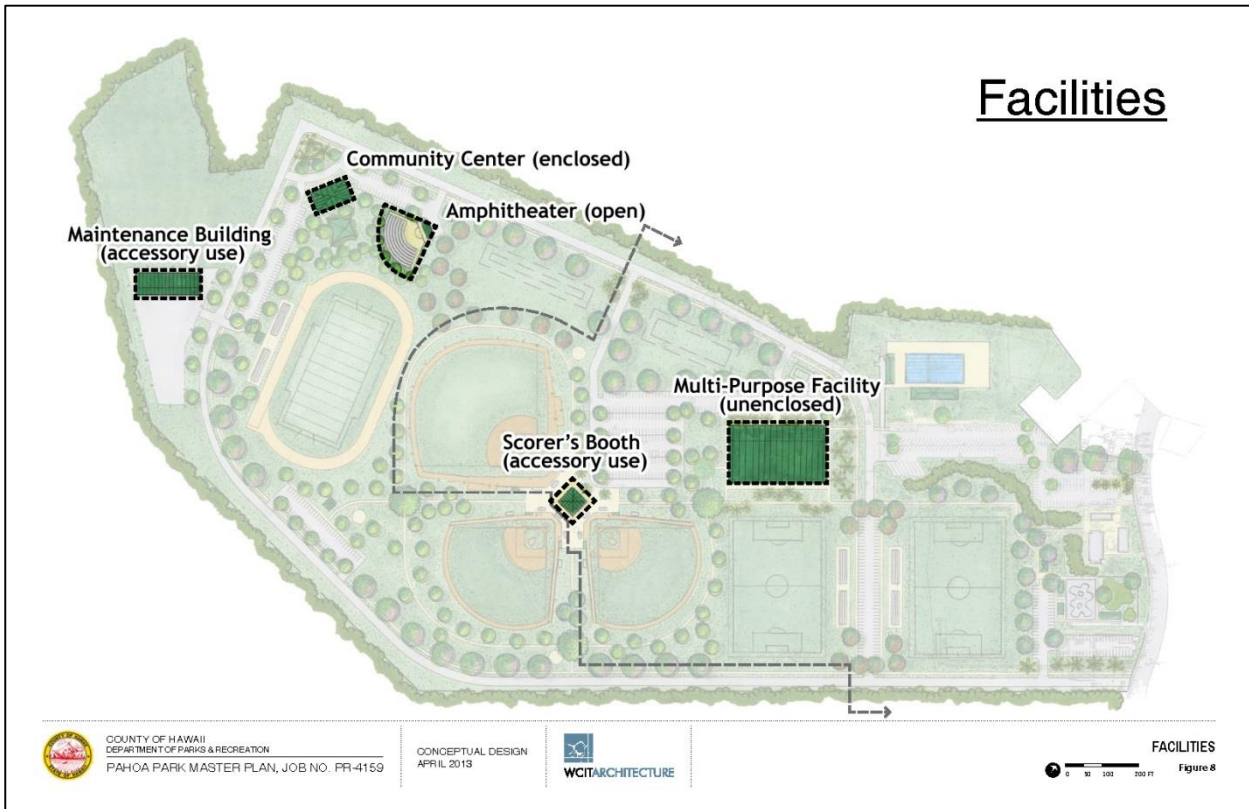 Facilities
Community Center (enclosed)
Amphitheater (open)
Maintenance Building
(accessory use)
Multi-Purpose Facility
(unenclosed)
Scorer's Booth
(accessory use)
COUNTY OF HAWAII
DEPARTMENT OF PARKS & RECREATION
PAHOA PARK MASTER PLAN, JOB NO. PR-4159
CONCEPTUAL DESIGN
APRIL 2013
WCITARCHITECTURE
FACILITIES
0 50 100 200 FT
Figure 8